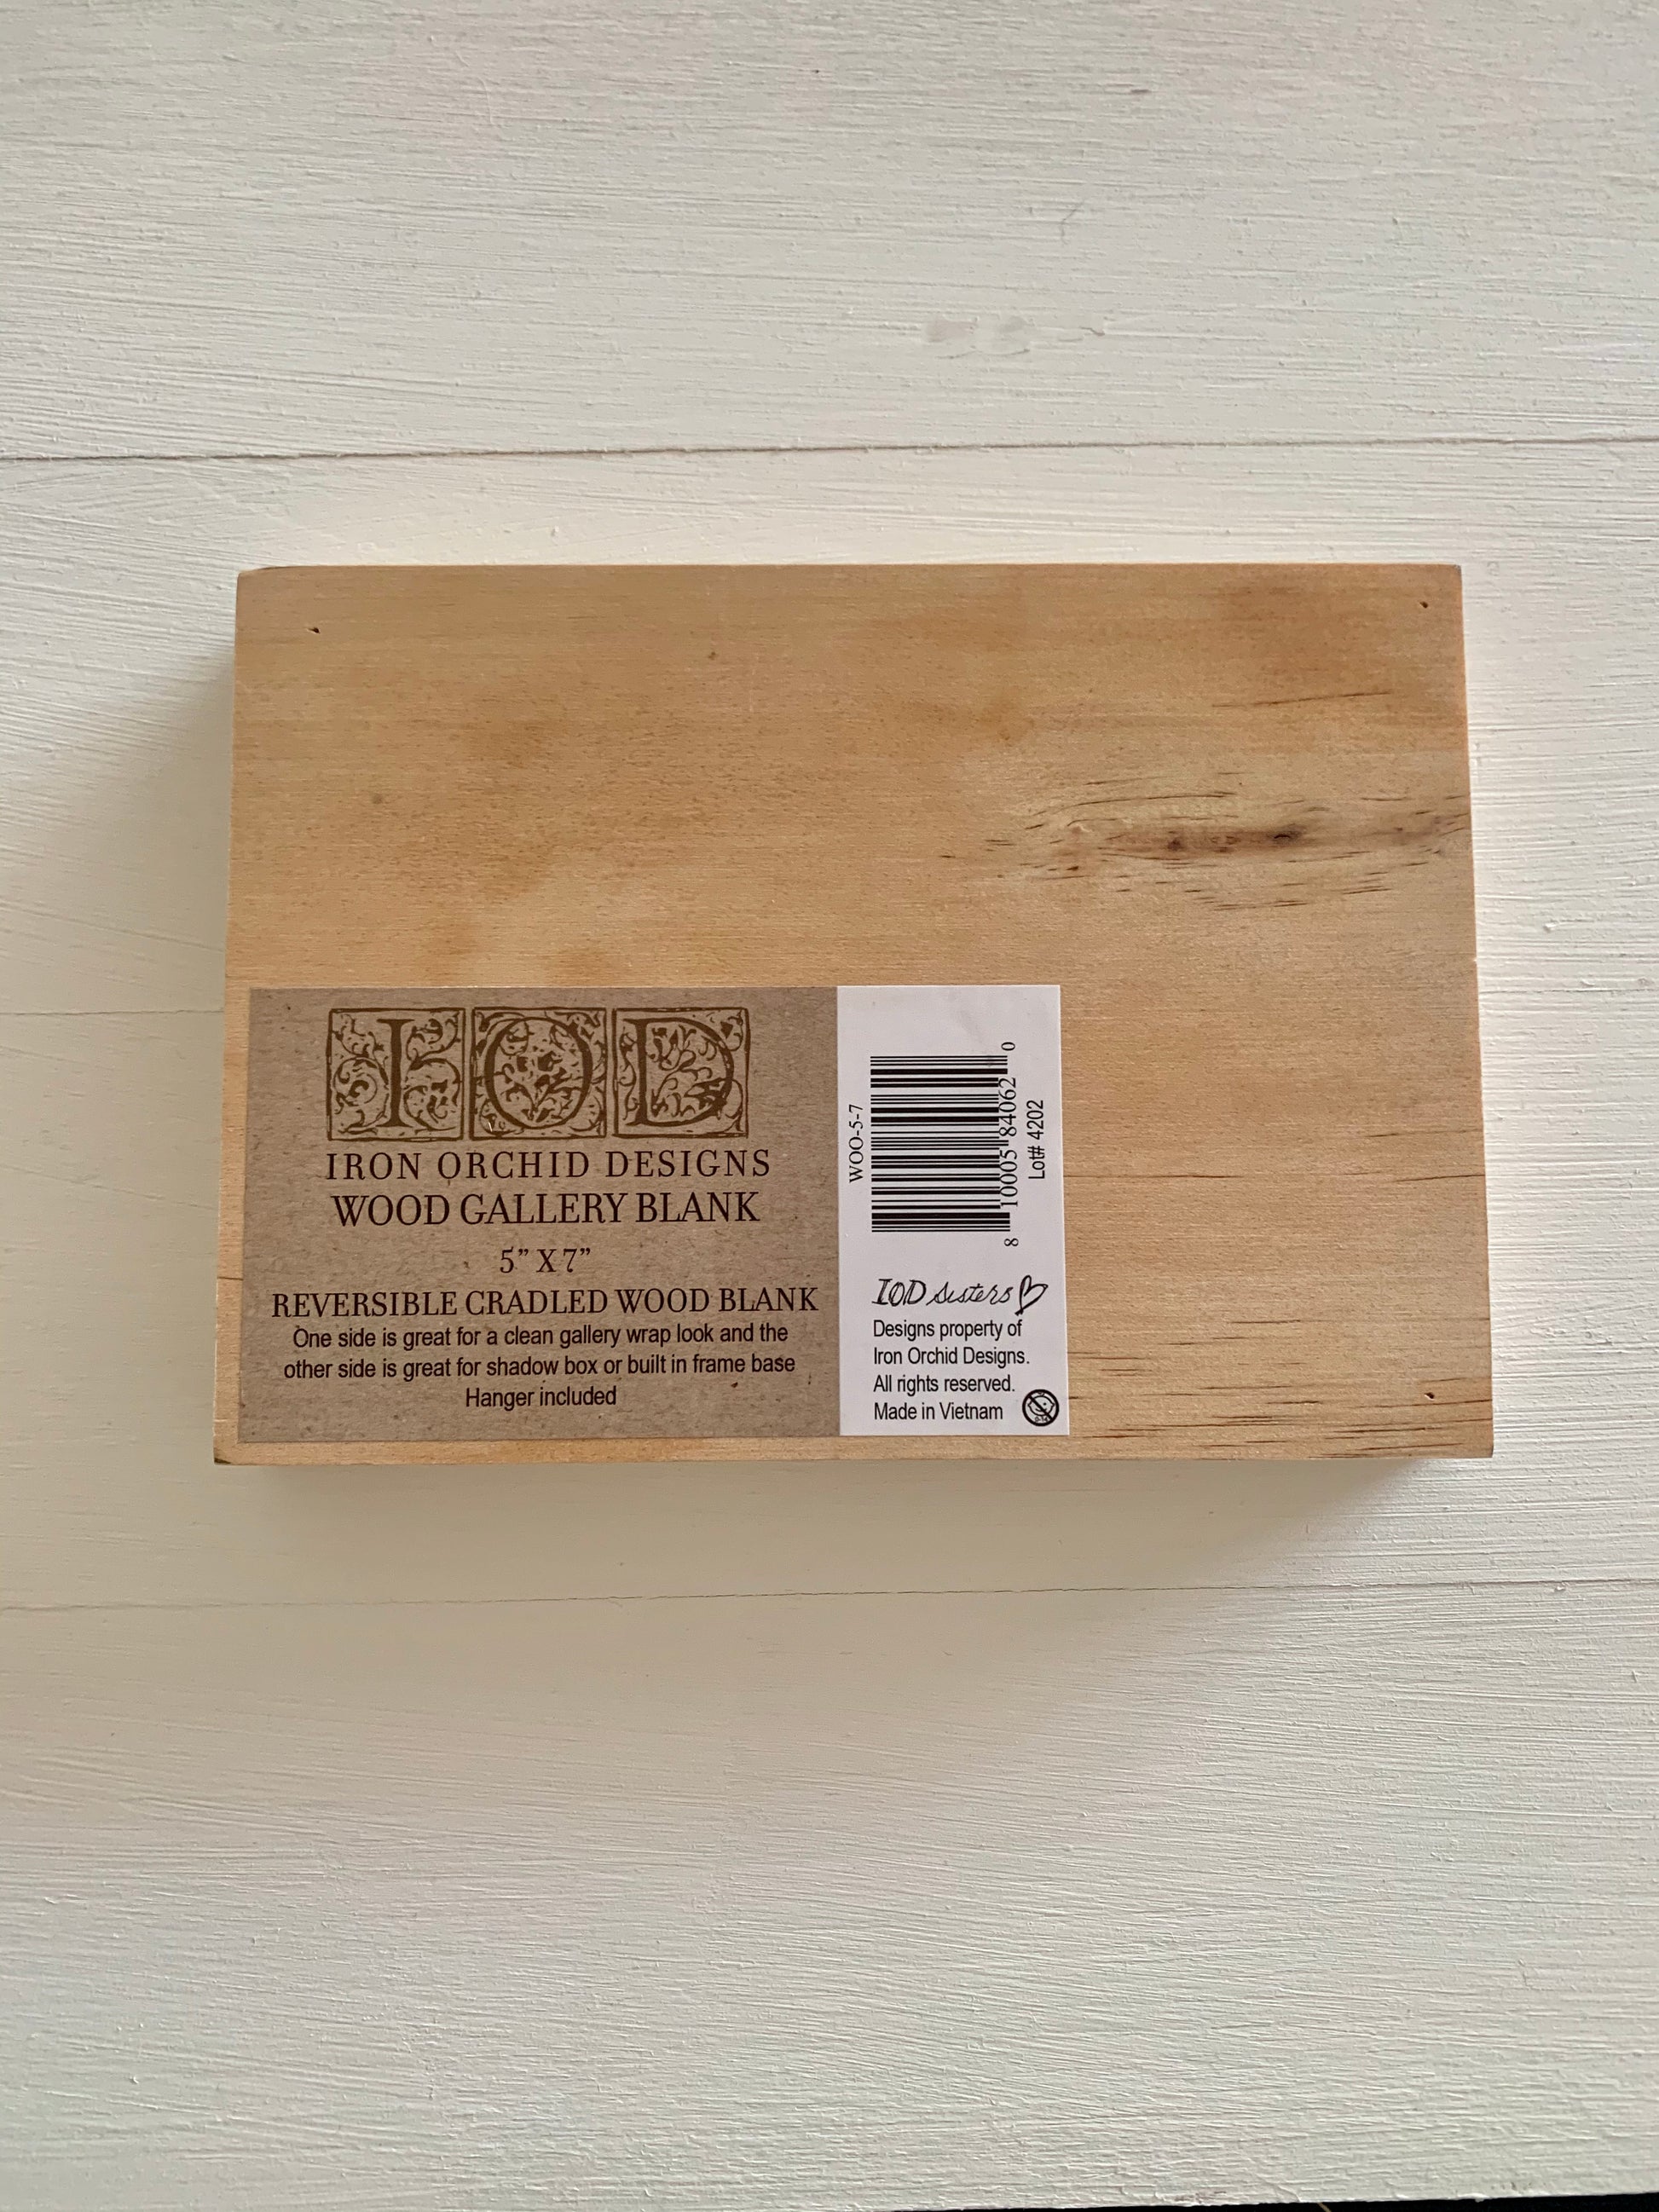 IOD
IRON ORCHID DESIGNS
WOOD GALLERY BLANK
5” X 7”
REVERSIBLE CRADLED WOOD BLANK
One side is great for a clean gallery wrap look and the
other side is great for shadow box or built in frame base
Hanger included
WOO-5-7
8 10005 84062 0
Lot# 4202
IOD sisters
Designs property of
Iron Orchid Designs.
All rights reserved.
Made in Vietnam